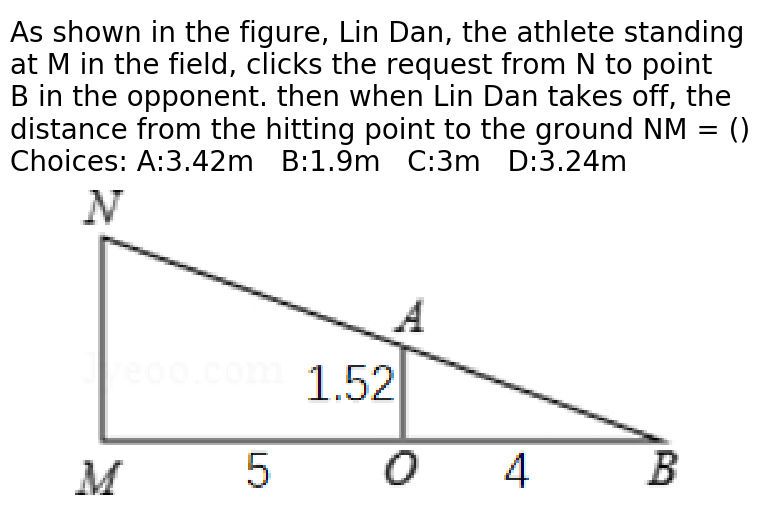 As shown in the figure, Lin Dan, the athlete standing
at M in the field, clicks the request from N to point
B in the opponent. then when Lin Dan takes off, the
distance from the hitting point to the ground NM = ()
Choices: A:3.42m B:1.9m C:3m D:3.24m
N
A
Jyeoo.com
1.52
M
5
O
4
B